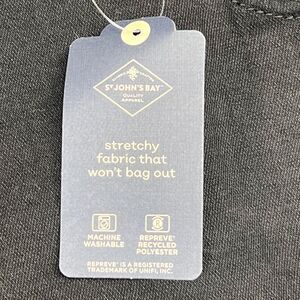 St JOHN'S BAY™
QUALITY
APPAREL
stretchy
fabric that
won't bag out
MACHINE
WASHABLE
REPREVE®
RECYCLED
POLYESTER
REPREVE® IS A REGISTERED
TRADEMARK OF UNIFI, INC.